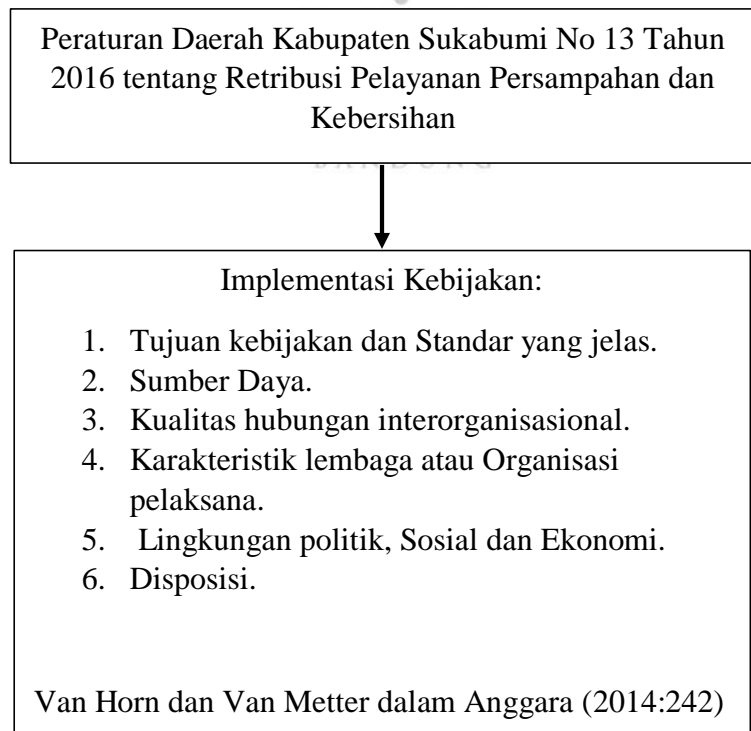 Peraturan Daerah Kabupaten Sukabumi No 13 Tahun
2016 tentang Retribusi Pelayanan Persampahan dan
Kebersihan
BANDUNG
Implementasi Kebijakan:
1. Tujuan kebijakan dan Standar yang jelas.
2. Sumber Daya.
3. Kualitas hubungan interorganisasional.
4. Karakteristik lembaga atau Organisasi
pelaksana.
5. Lingkungan politik, Sosial dan Ekonomi.
6. Disposisi.
Van Horn dan Van Metter dalam Anggara (2014:242)